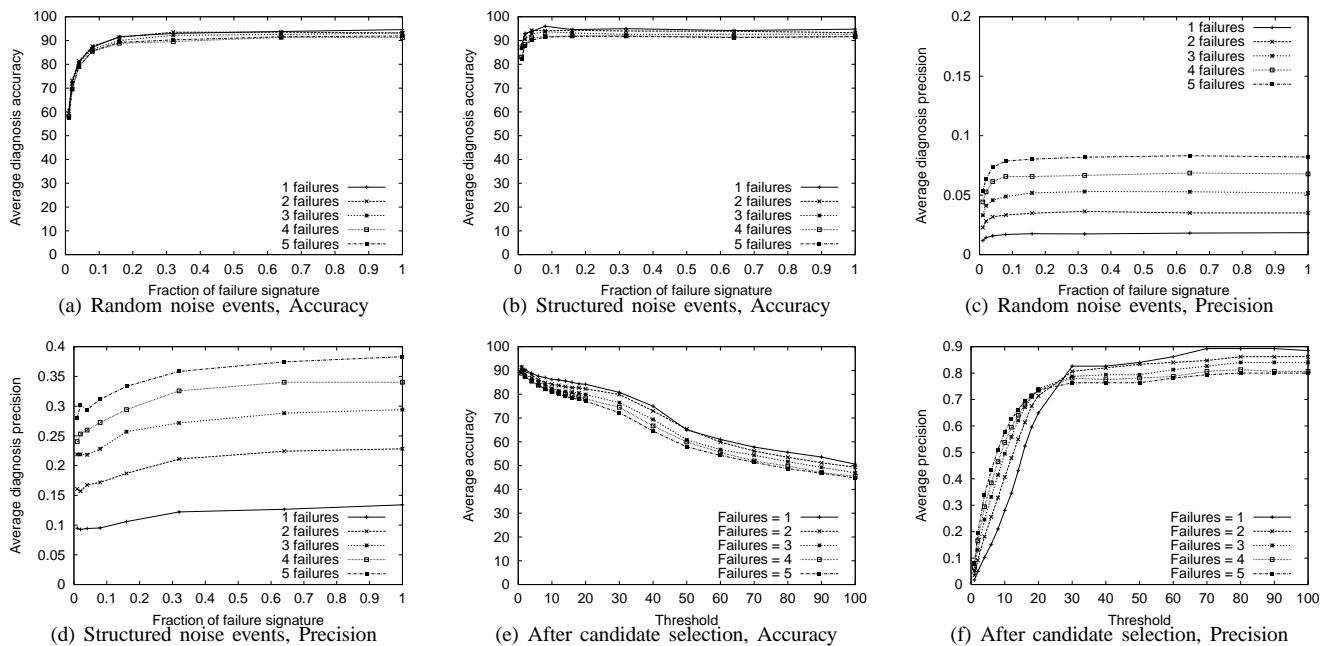 100
90
80
70
60
50
40
30
20
10
0
0 0.1 0.2 0.3 0.4 0.5 0.6 0.7 0.8 0.9 1
Average diagnosis accuracy
Fraction of failure signature
1 failures
2 failures
3 failures
4 failures
5 failures
(a) Random noise events, Accuracy
100
90
80
70
60
50
40
30
20
10
0
0 0.1 0.2 0.3 0.4 0.5 0.6 0.7 0.8 0.9 1
Average diagnosis accuracy
Fraction of failure signature
1 failures
2 failures
3 failures
4 failures
5 failures
(b) Structured noise events, Accuracy
0.2
0.15
0.1
0.05
0
0 0.1 0.2 0.3 0.4 0.5 0.6 0.7 0.8 0.9 1
Average diagnosis precision
Fraction of failure signature
1 failures
2 failures
3 failures
4 failures
5 failures
(c) Random noise events, Precision
0.4
0.35
0.3
0.25
0.2
0.15
0.1
0.05
0
0 0.1 0.2 0.3 0.4 0.5 0.6 0.7 0.8 0.9 1
Average diagnosis precision
Fraction of failure signature
1 failures
2 failures
3 failures
4 failures
5 failures
(d) Structured noise events, Precision
100
90
80
70
60
50
40
30
20
10
0
0 10 20 30 40 50 60 70 80 90 100
Average accuracy
Threshold
Failures = 1
Failures = 2
Failures = 3
Failures = 4
Failures = 5
(e) After candidate selection, Accuracy
0.9
0.8
0.7
0.6
0.5
0.4
0.3
0.2
0.1
0
0 10 20 30 40 50 60 70 80 90 100
Average precision
Threshold
Failures = 1
Failures = 2
Failures = 3
Failures = 4
Failures = 5
(f) After candidate selection, Precision